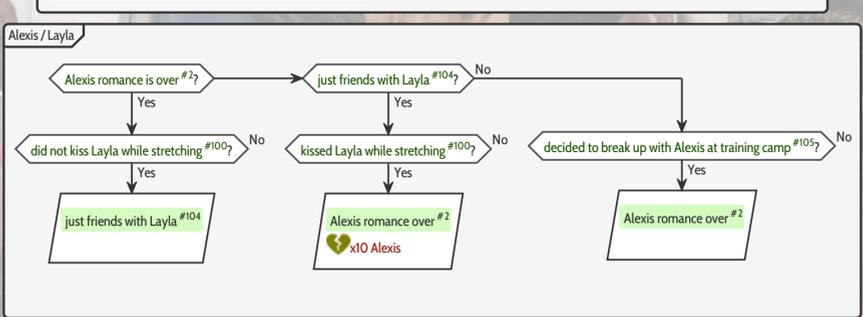 Alexis / Layla
Alexis romance is over #2?
Yes
did not kiss Layla while stretching #100?
No
Yes
just friends with Layla #104
just friends with Layla #104?
No
Yes
kissed Layla while stretching #100?
No
Yes
Alexis romance over #2
x10 Alexis
decided to break up with Alexis at training camp #105?
No
Yes
Alexis romance over #2